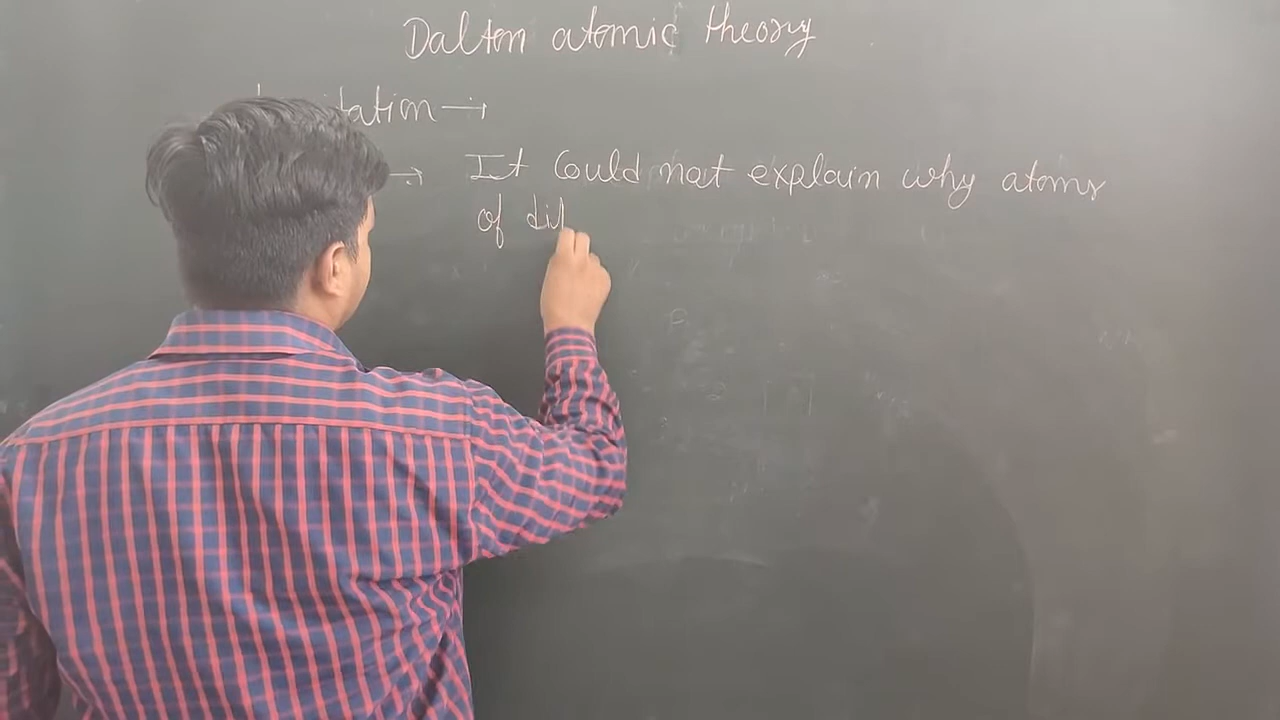 Dalton atomic theory
tation →
→ It Could not explain why atoms
of dif